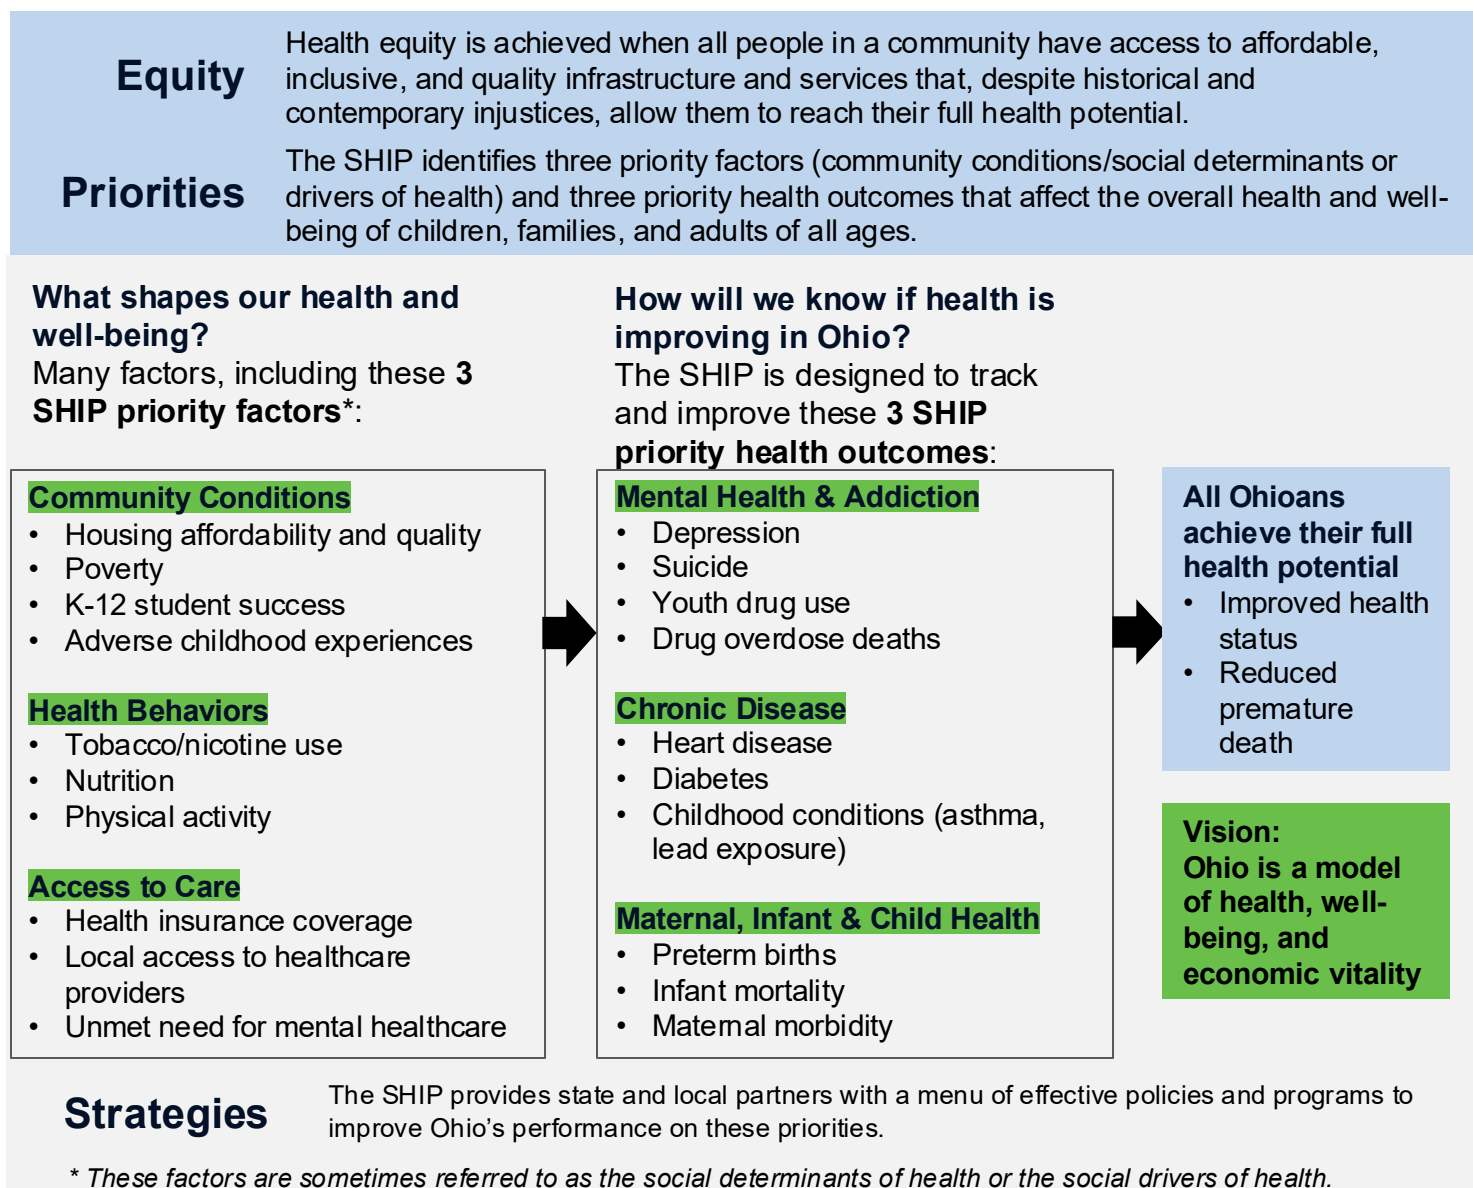 Equity
Health equity is achieved when all people in a community have access to affordable,
inclusive, and quality infrastructure and services that, despite historical and
contemporary injustices, allow them to reach their full health potential.
Priorities
The SHIP identifies three priority factors (community conditions/social determinants or
drivers of health) and three priority health outcomes that affect the overall health and well-
being of children, families, and adults of all ages.
What shapes our health and
well-being?
Many factors, including these 3
SHIP priority factors*:
Community Conditions
• Housing affordability and quality
• Poverty
• K-12 student success
• Adverse childhood experiences
Health Behaviors
• Tobacco/nicotine use
• Nutrition
• Physical activity
Access to Care
• Health insurance coverage
• Local access to healthcare
providers
• Unmet need for mental healthcare
How will we know if health is
improving in Ohio?
The SHIP is designed to track
and improve these 3 SHIP
priority health outcomes:
Mental Health & Addiction
• Depression
• Suicide
• Youth drug use
• Drug overdose deaths
Chronic Disease
• Heart disease
• Diabetes
• Childhood conditions (asthma,
lead exposure)
Maternal, Infant & Child Health
• Preterm births
• Infant mortality
• Maternal morbidity
All Ohioans
achieve their full
health potential
• Improved health
status
• Reduced
premature
death
Vision:
Ohio is a model
of health, well-
being, and
economic vitality
Strategies
The SHIP provides state and local partners with a menu of effective policies and programs to
improve Ohio's performance on these priorities.
* These factors are sometimes referred to as the social determinants of health or the social drivers of health.